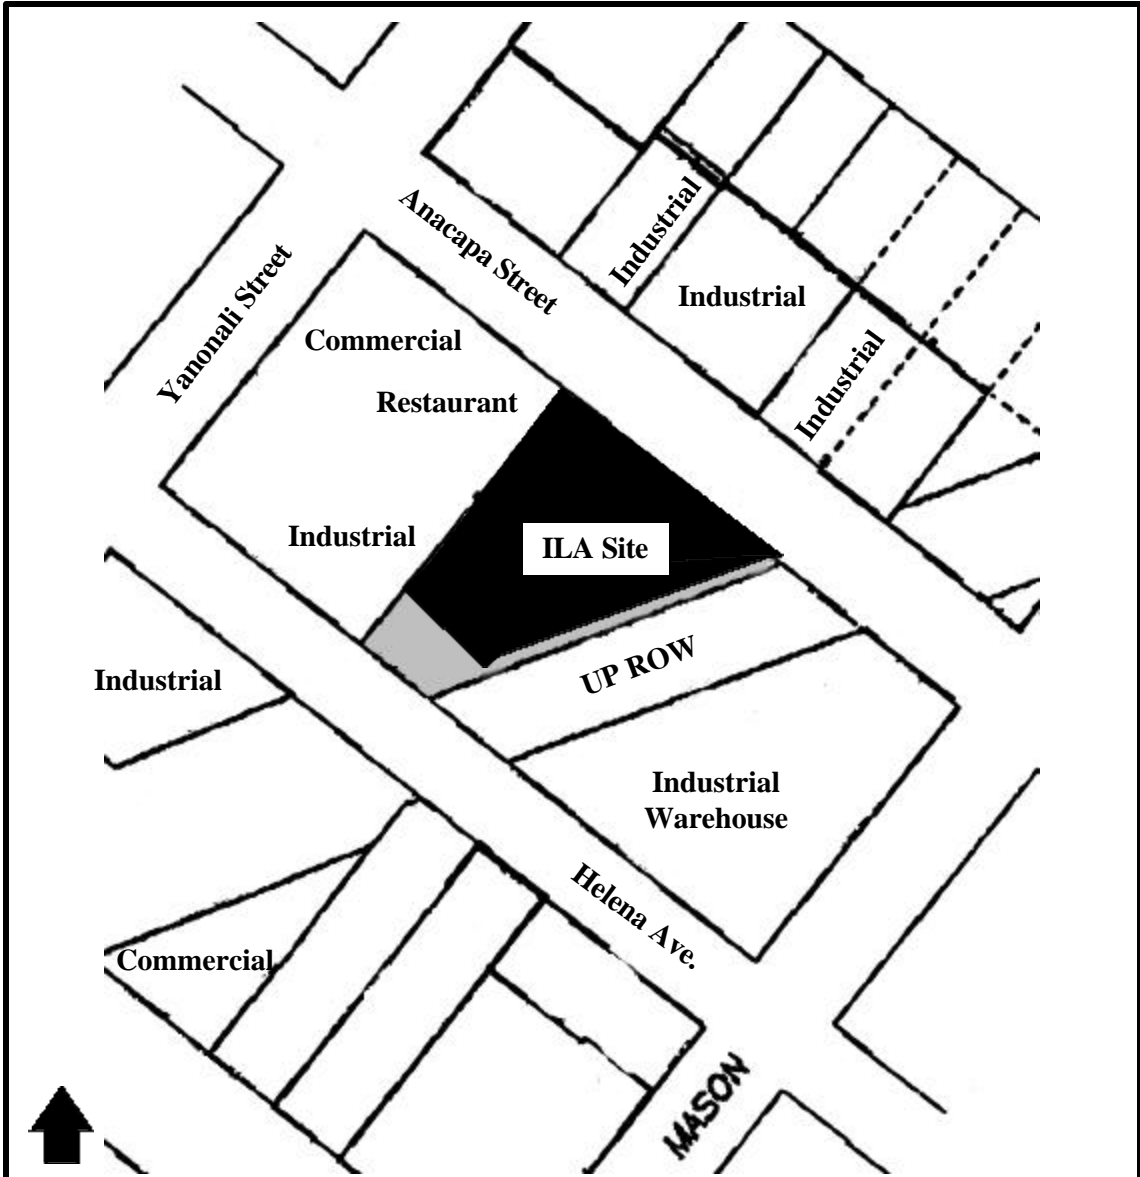 Anacapa Street
Industrial
Industrial
Industrial
Yanonali Street
Commercial
Restaurant
Industrial
ILA Site
UP ROW
Industrial
Industrial
Warehouse
Helena Ave.
Commercial
MASON